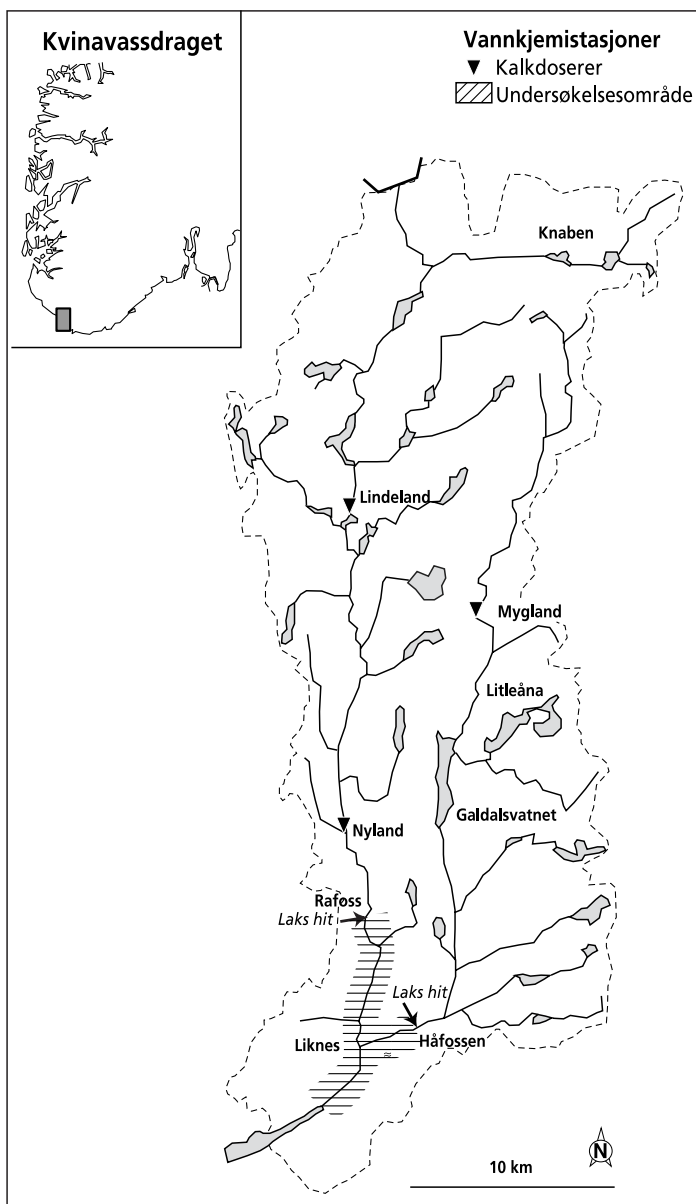 Kvinavassdraget
Vannkjemistasjoner
Kalkdoserer
Undersøkelsesområde
Knaben
Lindeland
Mygland
Litleåna
Galdalsvatnet
Nyland
Rafoss
Laks hit
Laks hit
Liknes
Håfossen
N
10 km